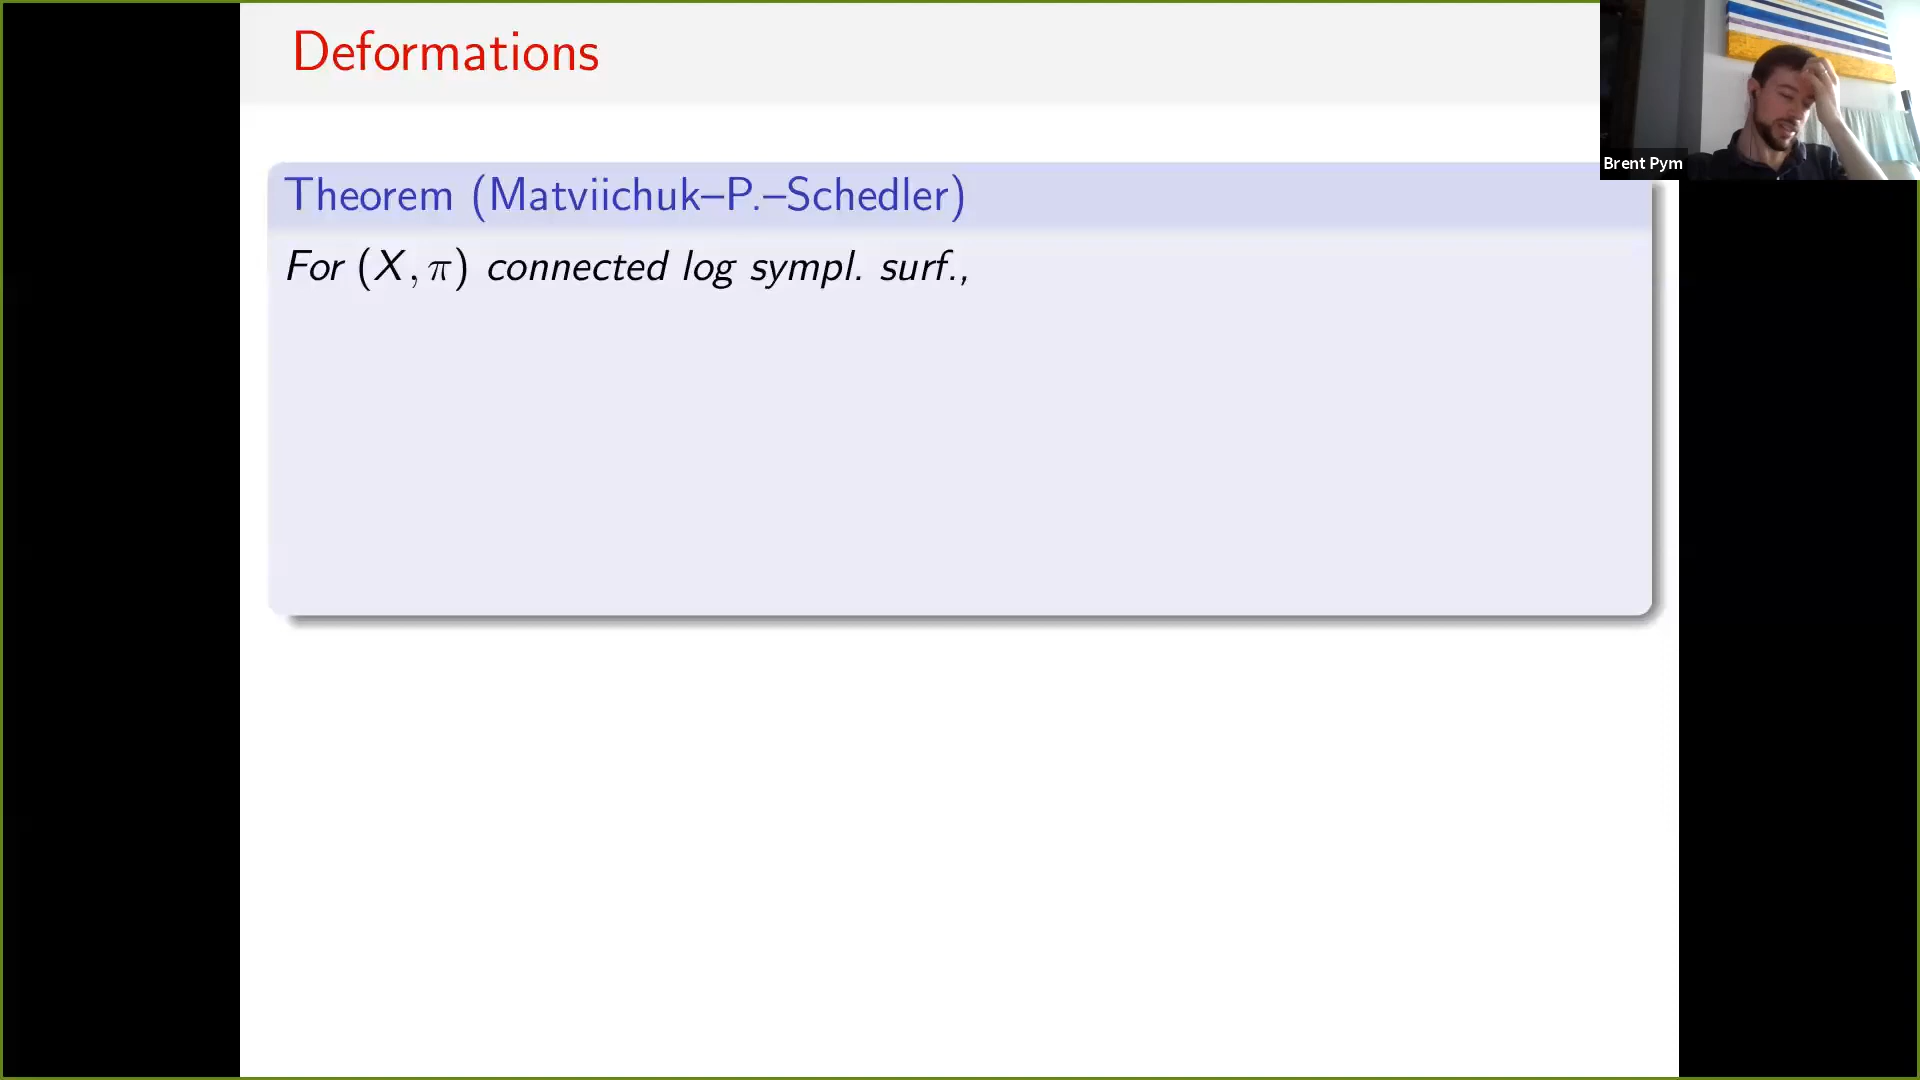 Deformations
Brent Pym
Theorem (Matviichuk–P.–Schedler)
For (X, π) connected log sympl. surf.,